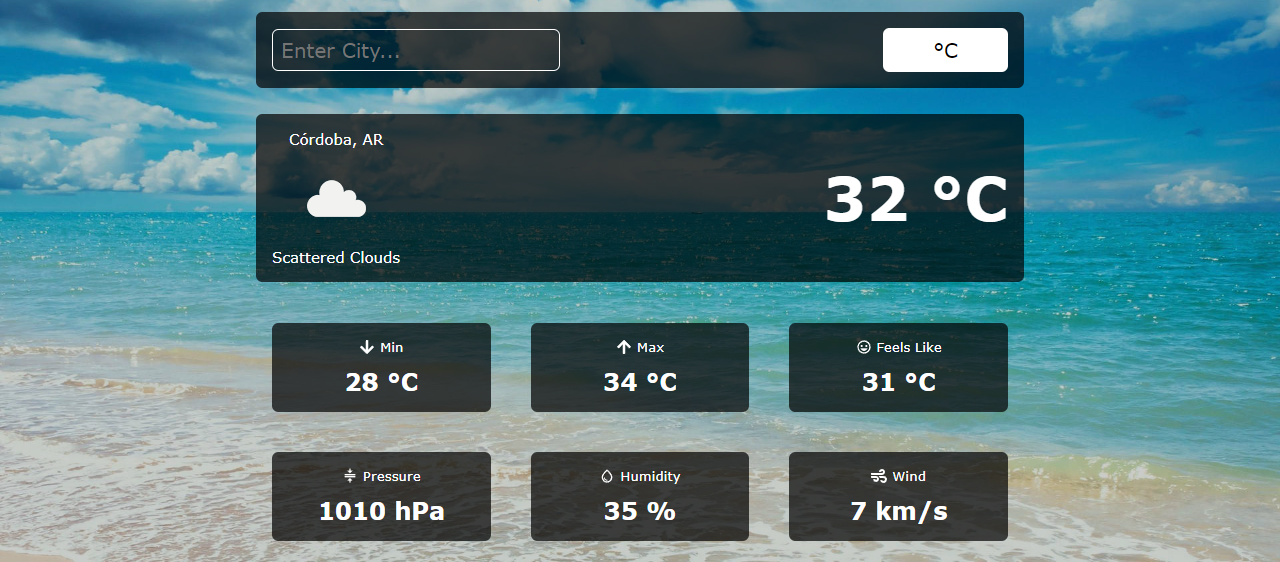 Enter City...
°C
Córdoba, AR
32 °C
Scattered Clouds
Min
28 °C
Max
34 °C
Feels Like
31 °C
Pressure
1010 hPa
Humidity
35 %
Wind
7 km/s